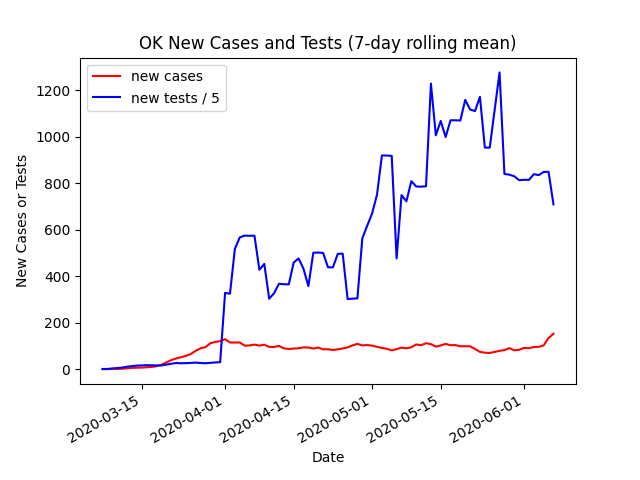 OK New Cases and Tests (7-day rolling mean)
new cases
new tests / 5
New Cases or Tests
1200
1000
800
600
400
200
0
2020-03-15
2020-04-01
2020-04-15
2020-05-01
2020-05-15
2020-06-01
Date